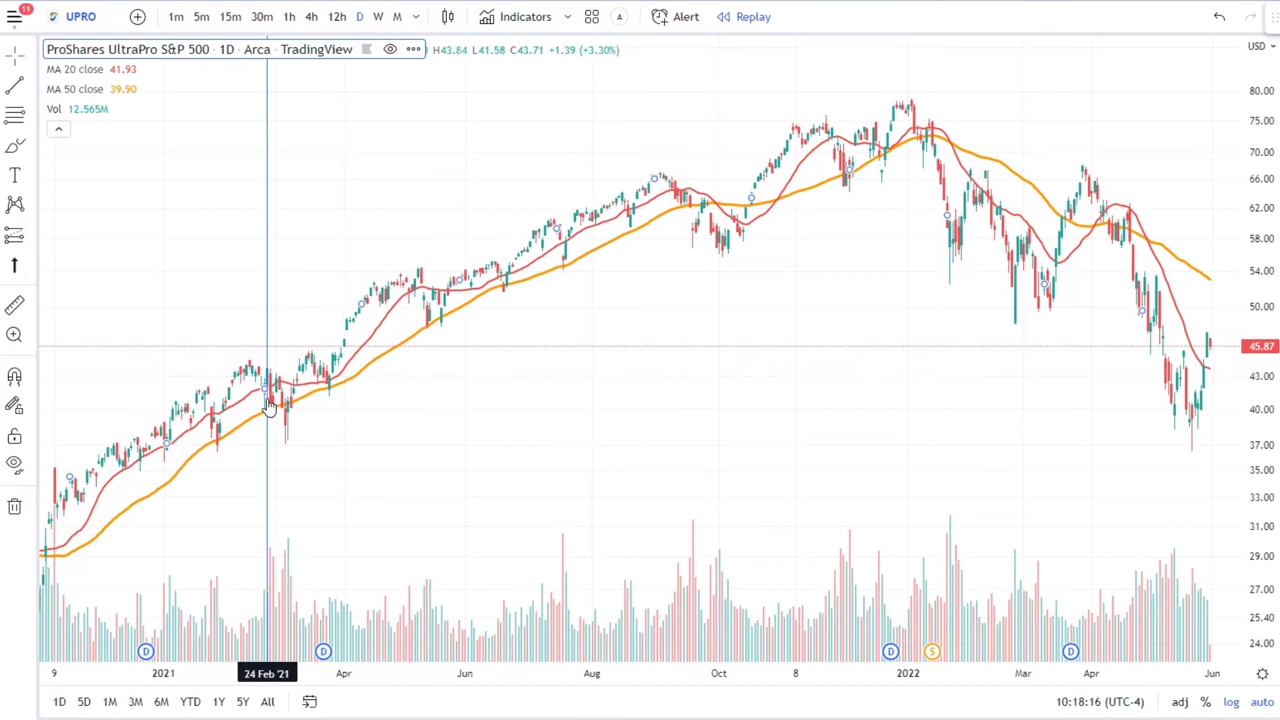 11
UPRO
1m 5m 15m 30m 1h 4h 12h D W M
Indicators
A
Alert
Replay
ProShares UltraPro S&P 500 · 1D · Arca · TradingView
H43.84 L41.58 C43.71 +1.39 (+3.30%)
USD
MA 20 close 41.93
MA 50 close 39.90
Vol 12.565M
80.00
75.00
70.00
66.00
62.00
58.00
54.00
50.00
45.87
43.00
40.00
37.00
35.00
33.00
31.00
29.00
27.00
25.40
24.00
D D D S D
9 2021 24 Feb '21 Apr Jun Aug Oct 8 2022 Mar Apr Jun
1D 5D 1M 3M 6M YTD 1Y 5Y All
10:18:16 (UTC-4) adj % log auto